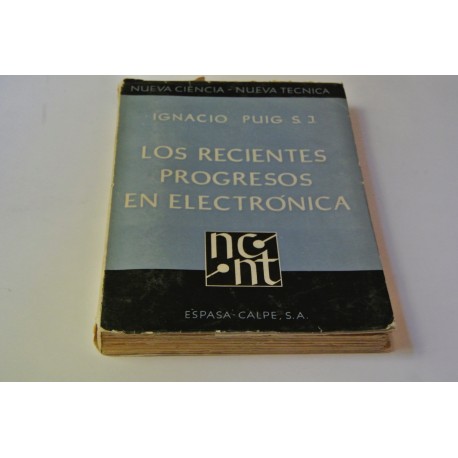 NUEVA CIENCIA - NUEVA TECNICA
IGNACIO PUIG S. J.
LOS RECIENTES
PROGRESOS
EN ELECTRÓNICA
nc
nt
ESPASA-CALPE, S.A.